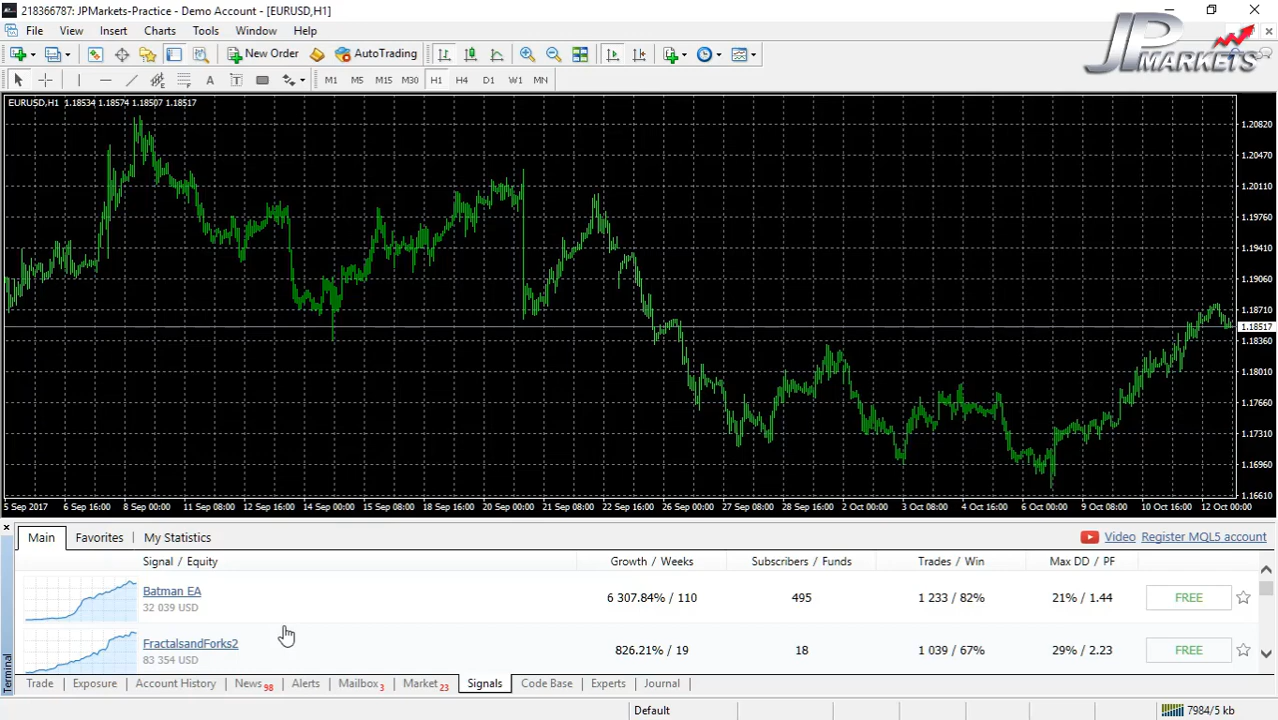 218366787: JPMarkets-Practice - Demo Account - [EURUSD,H1]
File View Insert Charts Tools Window Help
JP MARKETS
New Order AutoTrading
A T M1 M5 M15 M30 H1 H4 D1 W1 MN
EURUSD,H1 1.18534 1.18574 1.18507 1.18517
1.20820
1.20470
1.20110
1.19760
1.19410
1.19060
1.18710
1.18517
1.18360
1.18010
1.17660
1.17310
1.16960
1.16610
5 Sep 2017 6 Sep 16:00 8 Sep 00:00 11 Sep 08:00 12 Sep 16:00 14 Sep 00:00 15 Sep 08:00 18 Sep 16:00 20 Sep 00:00 21 Sep 08:00 22 Sep 16:00 26 Sep 00:00 27 Sep 08:00 28 Sep 16:00 2 Oct 00:00 3 Oct 08:00 4 Oct 16:00 6 Oct 00:00 9 Oct 08:00 10 Oct 16:00 12 Oct 00:00
Main Favorites My Statistics Video Register MQL5 account
Signal / Equity Growth / Weeks Subscribers / Funds Trades / Win Max DD / PF
Batman EA
32 039 USD
6 307.84% / 110 495 1 233 / 82% 21% / 1.44 FREE
FractalsandForks2
83 354 USD
826.21% / 19 18 1 039 / 67% 29% / 2.23 FREE
Terminal
Trade Exposure Account History News 98 Alerts Mailbox 3 Market 23 Signals Code Base Experts Journal
Default 7984/5 kb